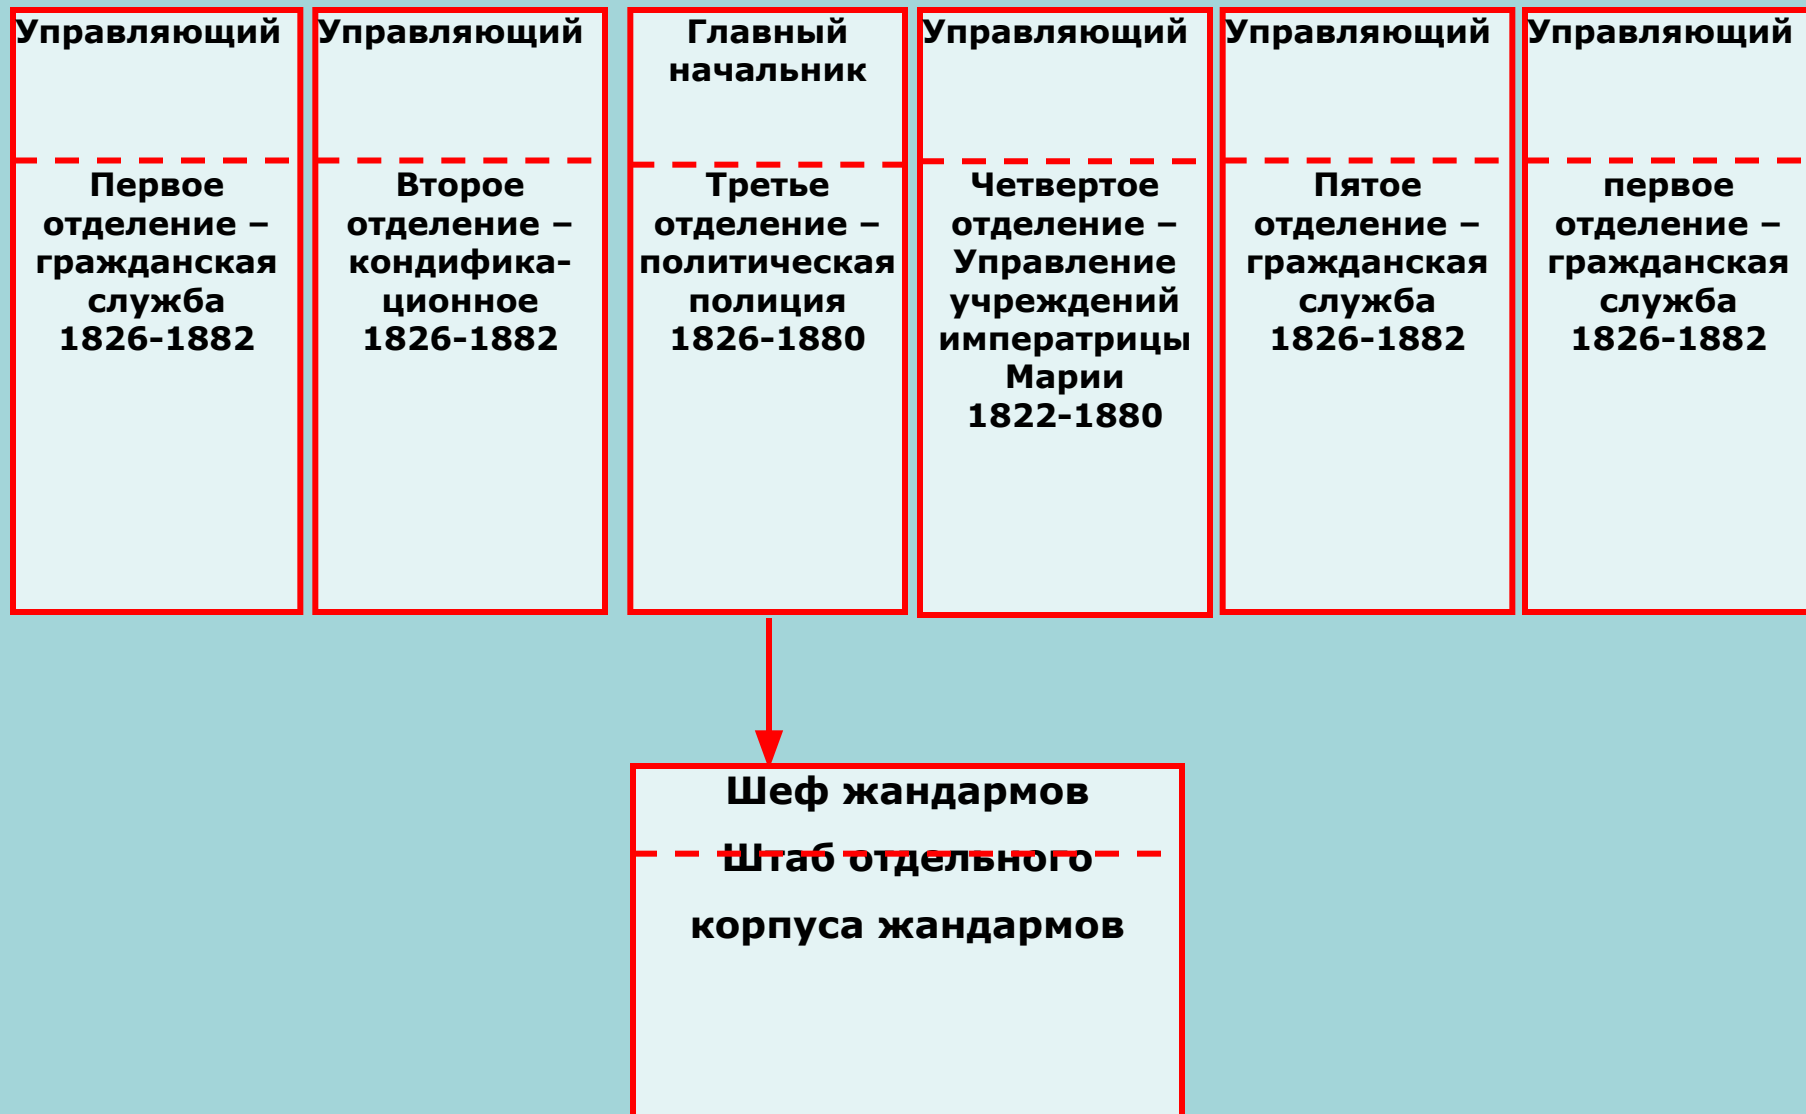 Управляющий
Первое
отделение –
гражданская
служба
1826-1882
Управляющий
Второе
отделение –
кондифика-
ционное
1826-1882
Главный
начальник
Третье
отделение –
политическая
полиция
1826-1880
Управляющий
Четвертое
отделение –
Управление
учреждений
императрицы
Марии
1822-1880
Управляющий
Пятое
отделение –
гражданская
служба
1826-1882
Управляющий
первое
отделение –
гражданская
служба
1826-1882
Шеф жандармов
Штаб отдельного
корпуса жандармов